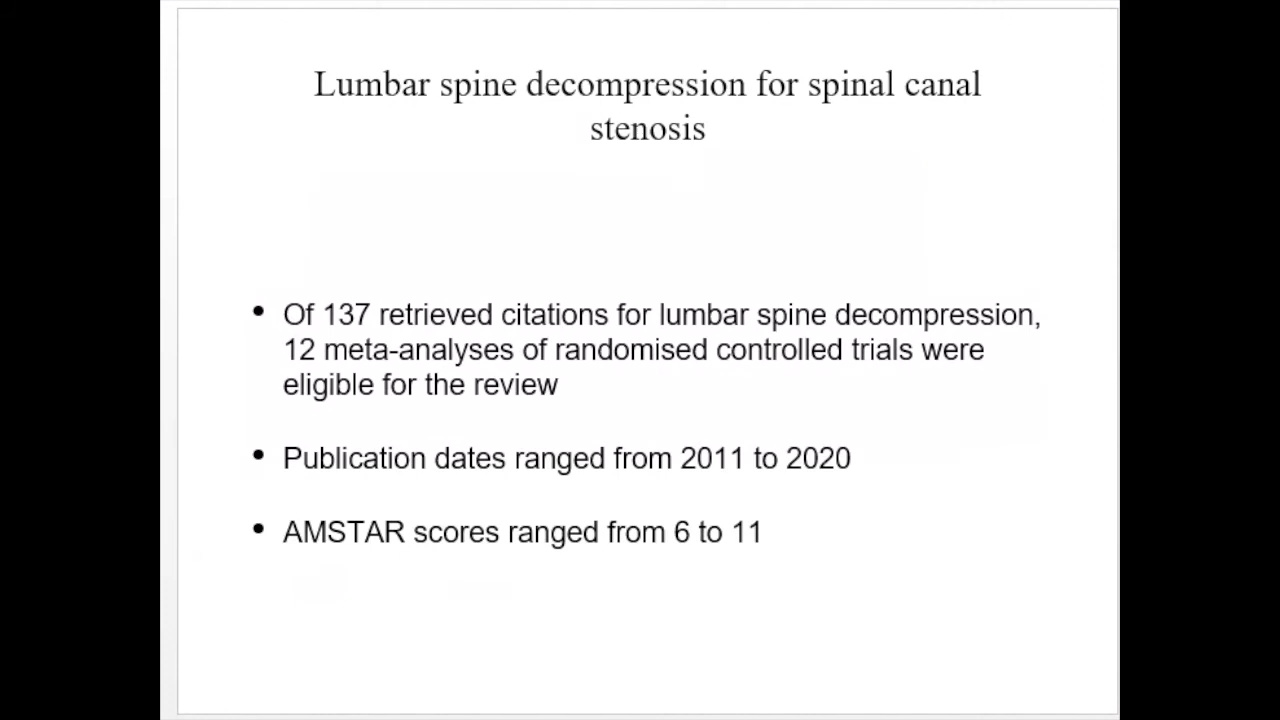 Lumbar spine decompression for spinal canal
stenosis
• Of 137 retrieved citations for lumbar spine decompression,
12 meta-analyses of randomised controlled trials were
eligible for the review
• Publication dates ranged from 2011 to 2020
• AMSTAR scores ranged from 6 to 11